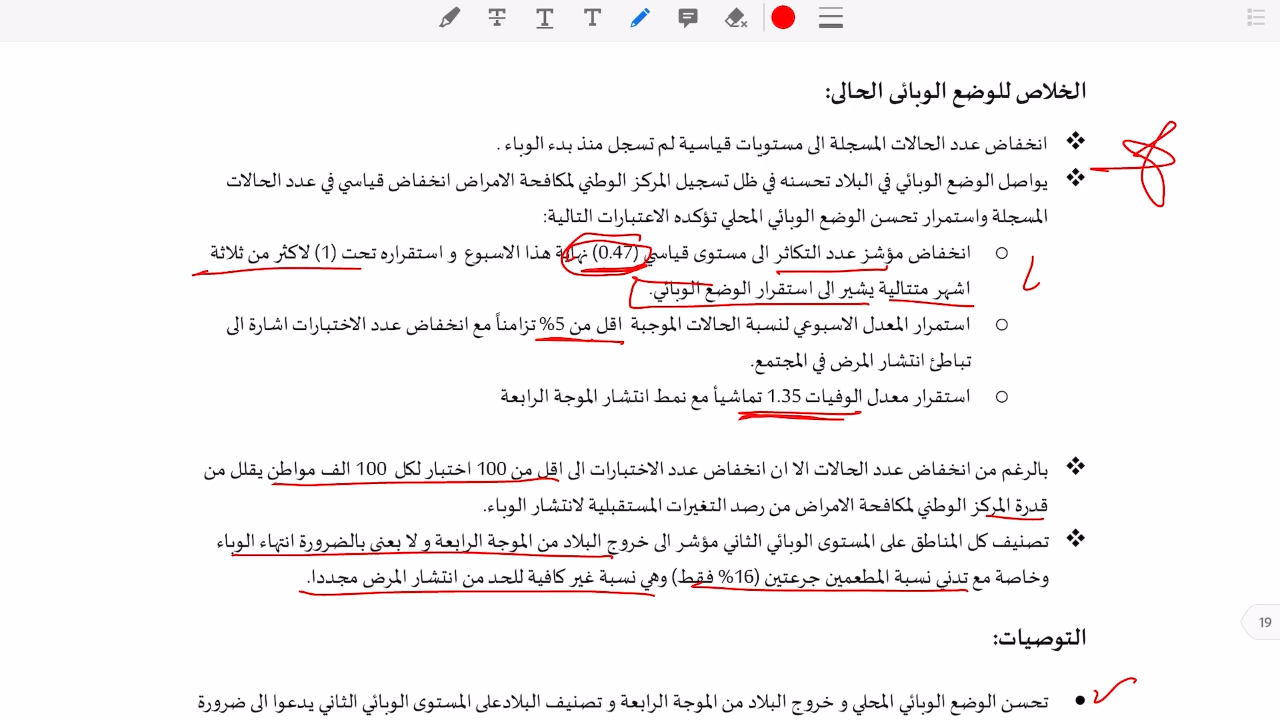 الخلاص للوضع الوبائى الحالى:
❖ انخفاض عدد الحالات المسجلة الى مستويات قياسية لم تسجل منذ بدء الوباء .
❖ يواصل الوضع الوبائي في البلاد تحسنه في ظل تسجيل المركز الوطني لمكافحة الامراض انخفاض قياسي في عدد الحالات
المسجلة واستمرار تحسن الوضع الوبائي المحلي تؤكده الاعتبارات التالية:
○ انخفاض مؤشز عدد التكاثر الى مستوى قياسي (0.47) نهاية هذا الاسبوع و استقراره تحت (1) لاكثر من ثلاثة
اشهر متتالية يشير الى استقرار الوضع الوبائي.
○ استمرار المعدل الاسبوعي لنسبة الحالات الموجبة اقل من 5% تزامناً مع انخفاض عدد الاختبارات اشارة الى
تباطئ انتشار المرض في المجتمع.
○ استقرار معدل الوفيات 1.35 تماشيأ مع نمط انتشار الموجة الرابعة
❖ بالرغم من انخفاض عدد الحالات الا ان انخفاض عدد الاختبارات الى اقل من 100 اختبار لكل 100 الف مواطن يقلل من
قدرة المركز الوطني لمكافحة الامراض من رصد التغيرات المستقبلية لانتشار الوباء.
❖ تصنيف كل المناطق على المستوى الوبائي الثاني مؤشر الى خروج البلاد من الموجة الرابعة و لا يعنى بالضرورة انتهاء الوباء
وخاصة مع تدني نسبة المطعمين جرعتين (16% فقط) وهي نسبة غير كافية للحد من انتشار المرض مجددا.
19
التوصيات:
● تحسن الوضع الوبائي المحلي و خروج البلاد من الموجة الرابعة و تصنيف البلادعلى المستوى الوبائي الثاني يدعوا الى ضرورة